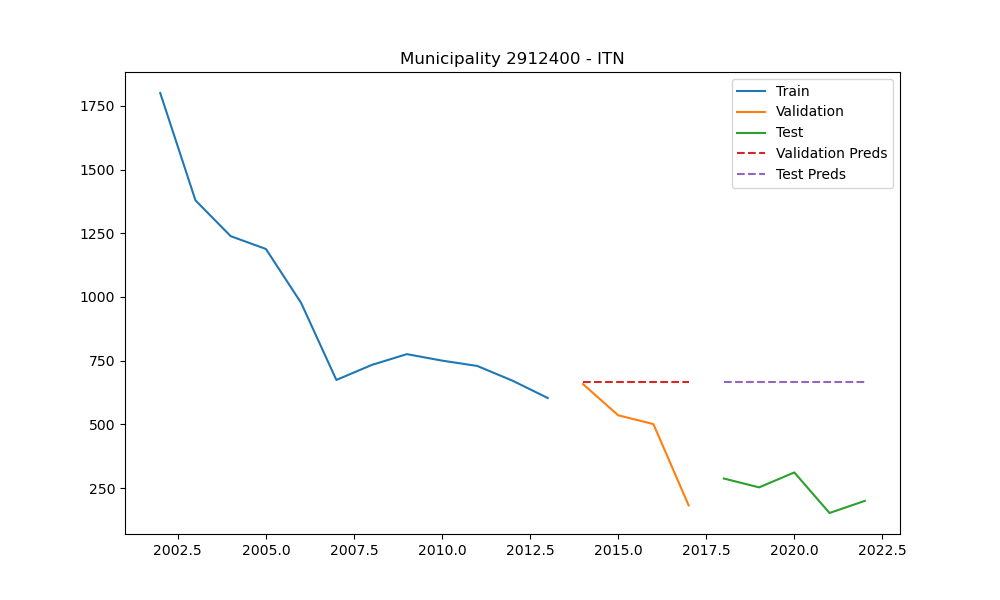 Municipality 2912400 - ITN
Train
Validation
Test
Validation Preds
Test Preds
1750
1500
1250
1000
750
500
250
2002.5 2005.0 2007.5 2010.0 2012.5 2015.0 2017.5 2020.0 2022.5